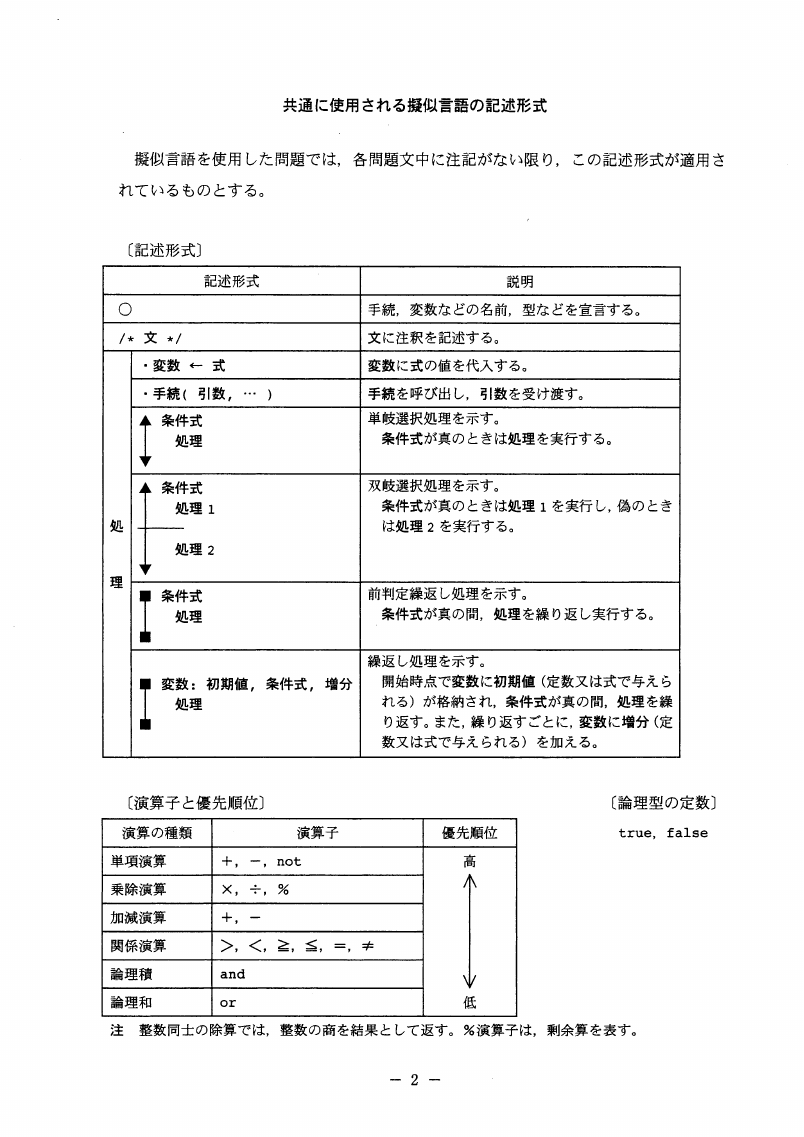 共通に使用される擬似言語の記述形式
擬似言語を使用した問題では，各問題文中に注記がない限り，この記述形式が適用さ
れているものとする。
〔記述形式〕
記述形式 説明
○ 手続，変数などの名前，型などを宣言する。
/* 文 */ 文に注釈を記述する。
処理
・変数 ← 式 変数に式の値を代入する。
・手続( 引数, … ) 手続を呼び出し，引数を受け渡す。
▲ 条件式 単岐選択処理を示す。
処理 条件式が真のときは処理を実行する。
▼
▲ 条件式 双岐選択処理を示す。
処理 1 条件式が真のときは処理 1 を実行し，偽のとき
は処理 2 を実行する。
処理 2
▼
■ 条件式 前判定繰返し処理を示す。
処理 条件式が真の間，処理を繰り返し実行する。
■
繰返し処理を示す。
■ 変数: 初期値, 条件式, 増分 開始時点で変数に初期値（定数又は式で与えら
処理 れる）が格納され，条件式が真の間，処理を繰
■ り返す。また，繰り返すごとに，変数に増分（定
数又は式で与えられる）を加える。
〔演算子と優先順位〕 〔論理型の定数〕
演算の種類 演算子 優先順位 true, false
単項演算 +, −, not 高
乗除演算 ×, ÷, %
加減演算 +, −
関係演算 >, <, ≧, ≦, =, ≠
論理積 and
論理和 or 低
注 整数同士の除算では，整数の商を結果として返す。%演算子は，剰余算を表す。
− 2 −